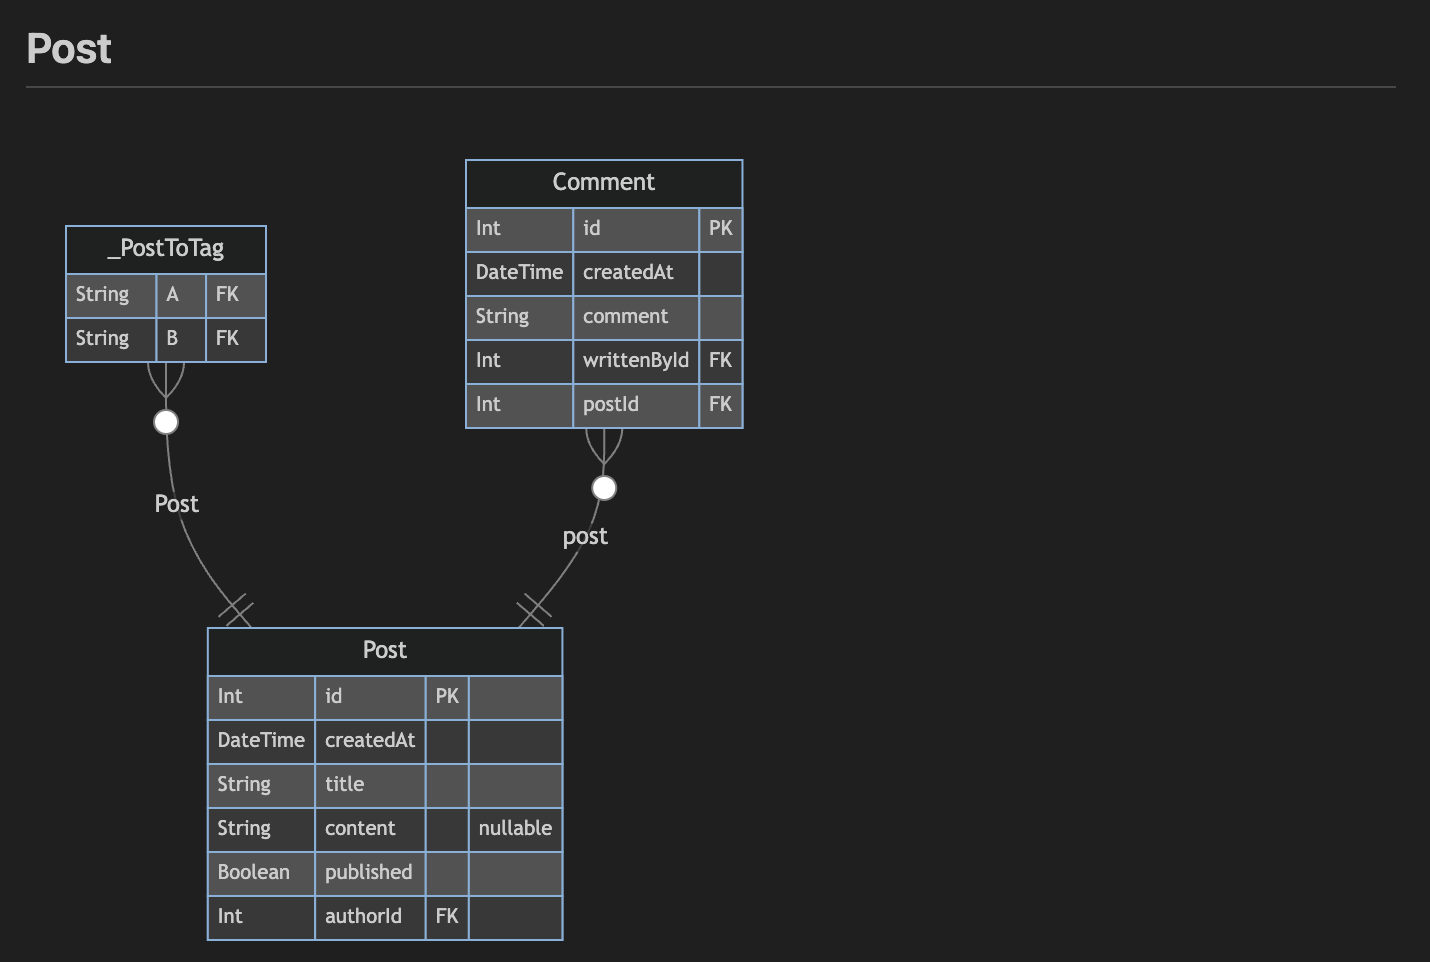 Post
_PostToTag
String A FK
String B FK
Comment
Int id PK
DateTime createdAt
String comment
Int writtenById FK
Int postId FK
Post
post
Post
Int id PK
DateTime createdAt
String title
String content nullable
Boolean published
Int authorId FK